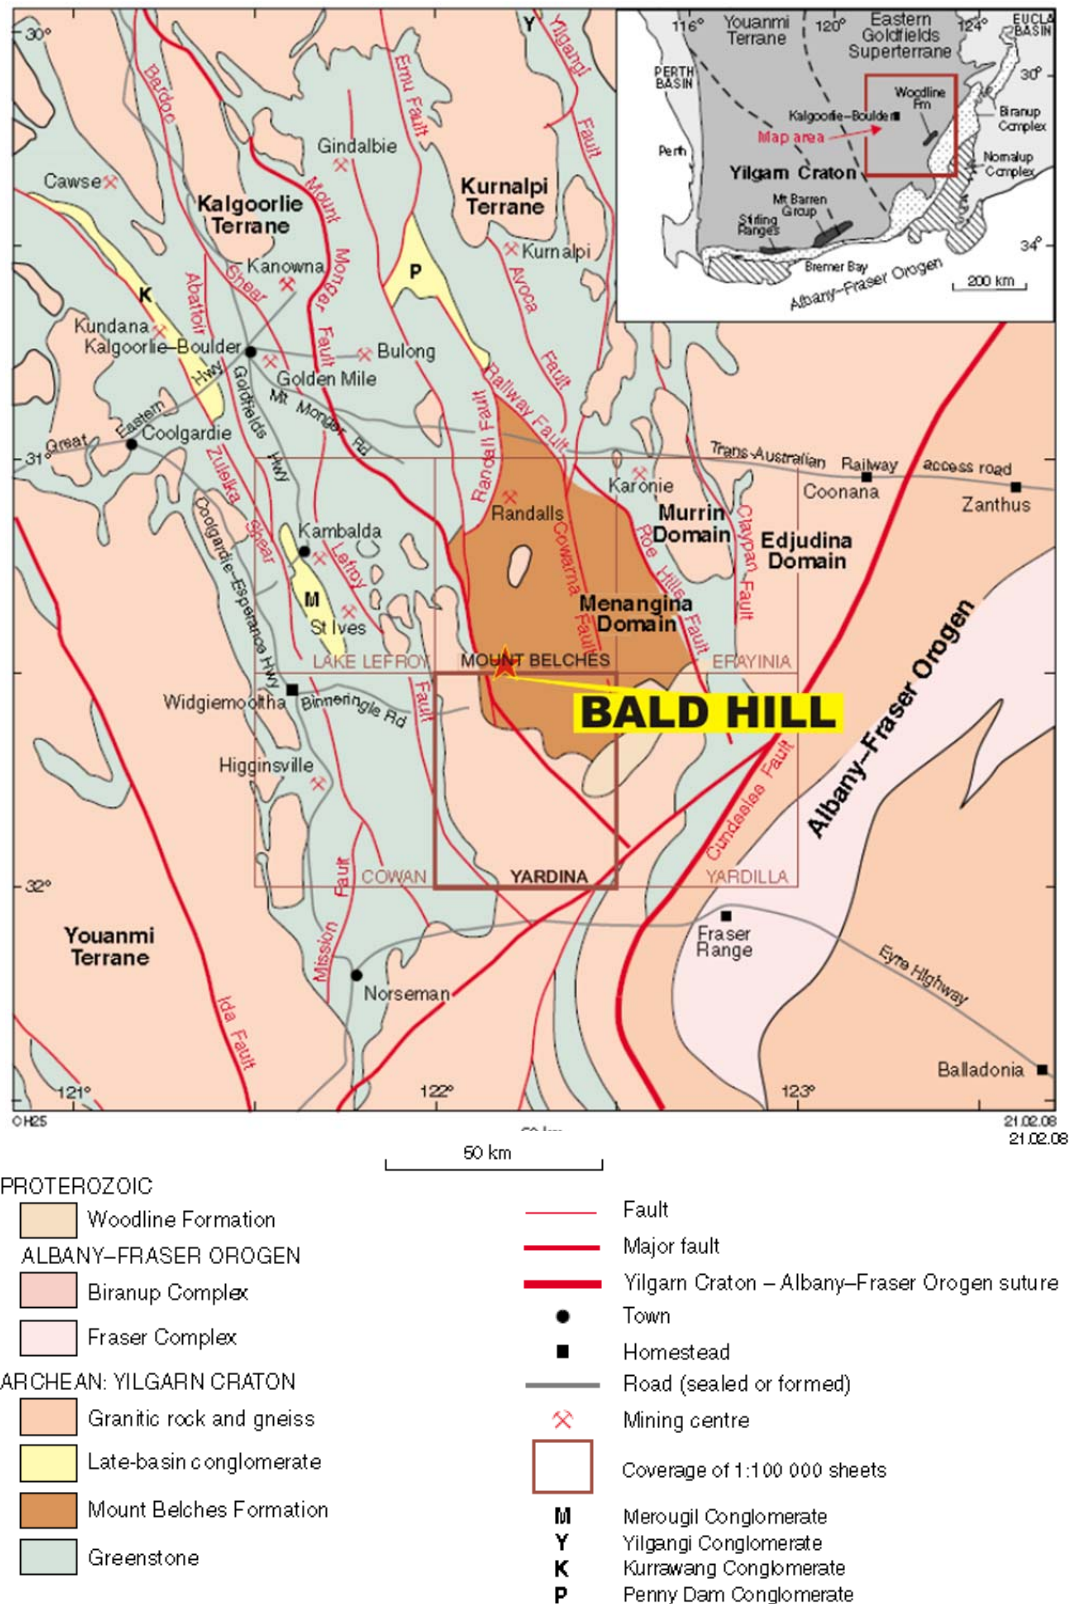 30°
Y
Yilgangi
Fault
Bardoc
Shear
Emu Fault
Gindalbie
Cawse
Kalgoorlie
Terrane
Kurnalpi
Terrane
Mount
Monger
Fault
Kurnalpi
Kanowna
P
K
Abattoir
Avoca
Fault
Kundana
Kalgoorlie–Boulder
Bulong
Golden Mile
Hwy
Goldfields
Hwy
Mt Monger Rd
Railway Fault
Randall Fault
Eastern
Great
Coolgardie
31°
Zuleika
Shear
Trans-Australian
Railway
access road
Coonana
Zanthus
Karonie
Randalls
Murrin
Domain
Edjudina
Domain
Claypan Fault
Coolgardie–Esperance Hwy
Kambalda
Lefroy
M
St Ives
Cowarna
Fault
Roe Hills
Fault
Menangina
Domain
LAKE LEFROY
MOUNT BELCHES
ERAYINIA
BALD HILL
Widgiemooltha
Binneringie Rd
Fault
Higginsville
Albany–Fraser Orogen
Cundeelee Fault
COWAN
YARDINA
YARDILLA
32°
Youanmi
Terrane
Mission
Fault
Fraser
Range
Eyre Highway
Norseman
Ida Fault
Balladonia
121°
122°
123°
116°
Youanmi
Terrane
120°
Eastern
Goldfields
Superterrane
124°
EUCLA
BASIN
30°
PERTH
BASIN
Woodline
Fm
Kalgoorlie–Boulder
Map area
Biranup
Complex
Perth
Nornalup
Complex
Yilgarn Craton
Mt Barren
Group
Stirling
Ranges
34°
Bremer Bay
Albany–Fraser Orogen
200 km
CH25
21.02.08
21.02.08
50 km
PROTEROZOIC
Woodline Formation
ALBANY–FRASER OROGEN
Biranup Complex
Fraser Complex
ARCHEAN: YILGARN CRATON
Granitic rock and gneiss
Late-basin conglomerate
Mount Belches Formation
Greenstone
Fault
Major fault
Yilgarn Craton – Albany–Fraser Orogen suture
Town
Homestead
Road (sealed or formed)
Mining centre
Coverage of 1:100 000 sheets
M Merougil Conglomerate
Y Yilgangi Conglomerate
K Kurrawang Conglomerate
P Penny Dam Conglomerate